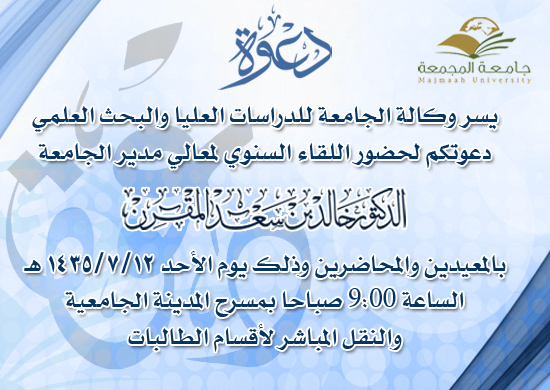 دعوة
جامعة المجمعة
Majmaah University
يسر وكالة الجامعة للدراسات العليا والبحث العلمي
دعوتكم لحضور اللقاء السنوي لمعالي مدير الجامعة
الدكتور خالد بن سعد المقرن
بالمعيدين والمحاضرين وذلك يوم الأحد ١٤٣٥/٧/١٢ هـ
الساعة 9:00 صباحا بمسرح المدينة الجامعية
والنقل المباشر لأقسام الطالبات